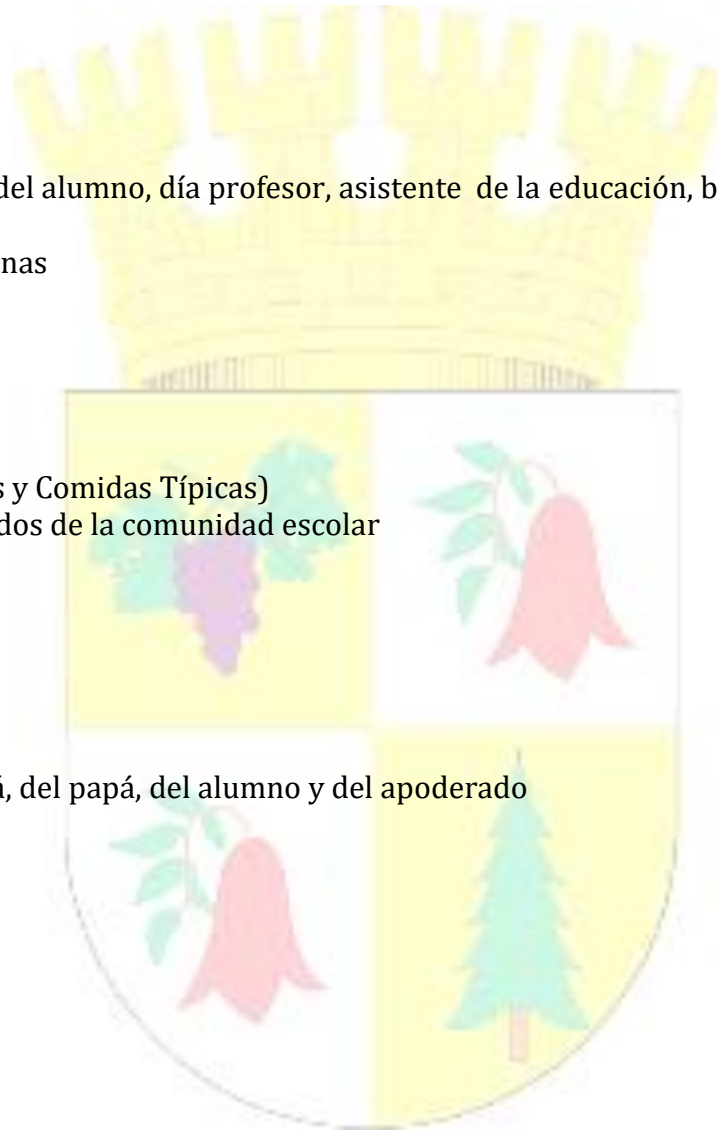 del alumno, día profesor, asistente de la educación, b
nas
s y Comidas Típicas)
dos de la comunidad escolar
, del papá, del alumno y del apoderado